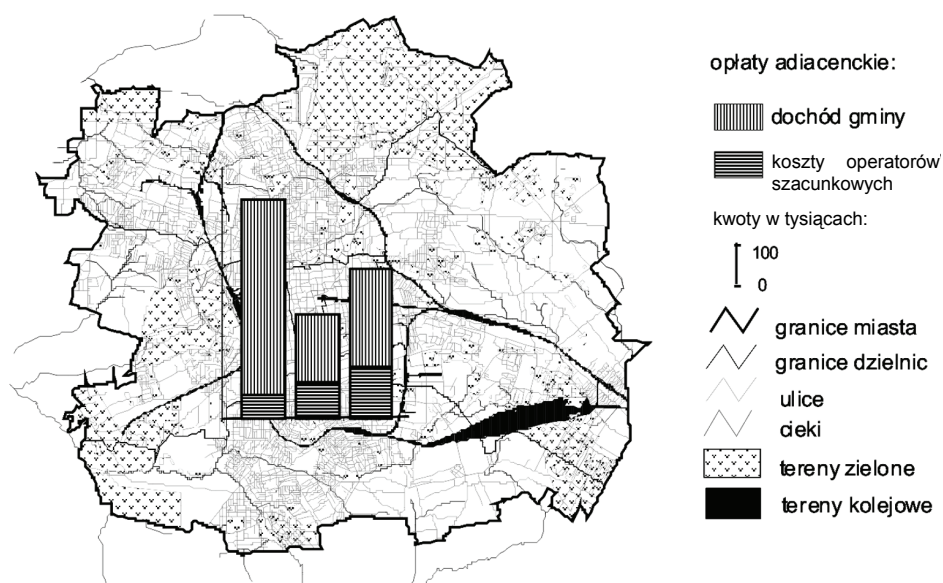 opłaty adiacenckie:
dochód gminy
koszty operatorów
szacunkowych
kwoty w tysiącach:
100
0
granice miasta
granice dzielnic
ulice
cieki
tereny zielone
tereny kolejowe